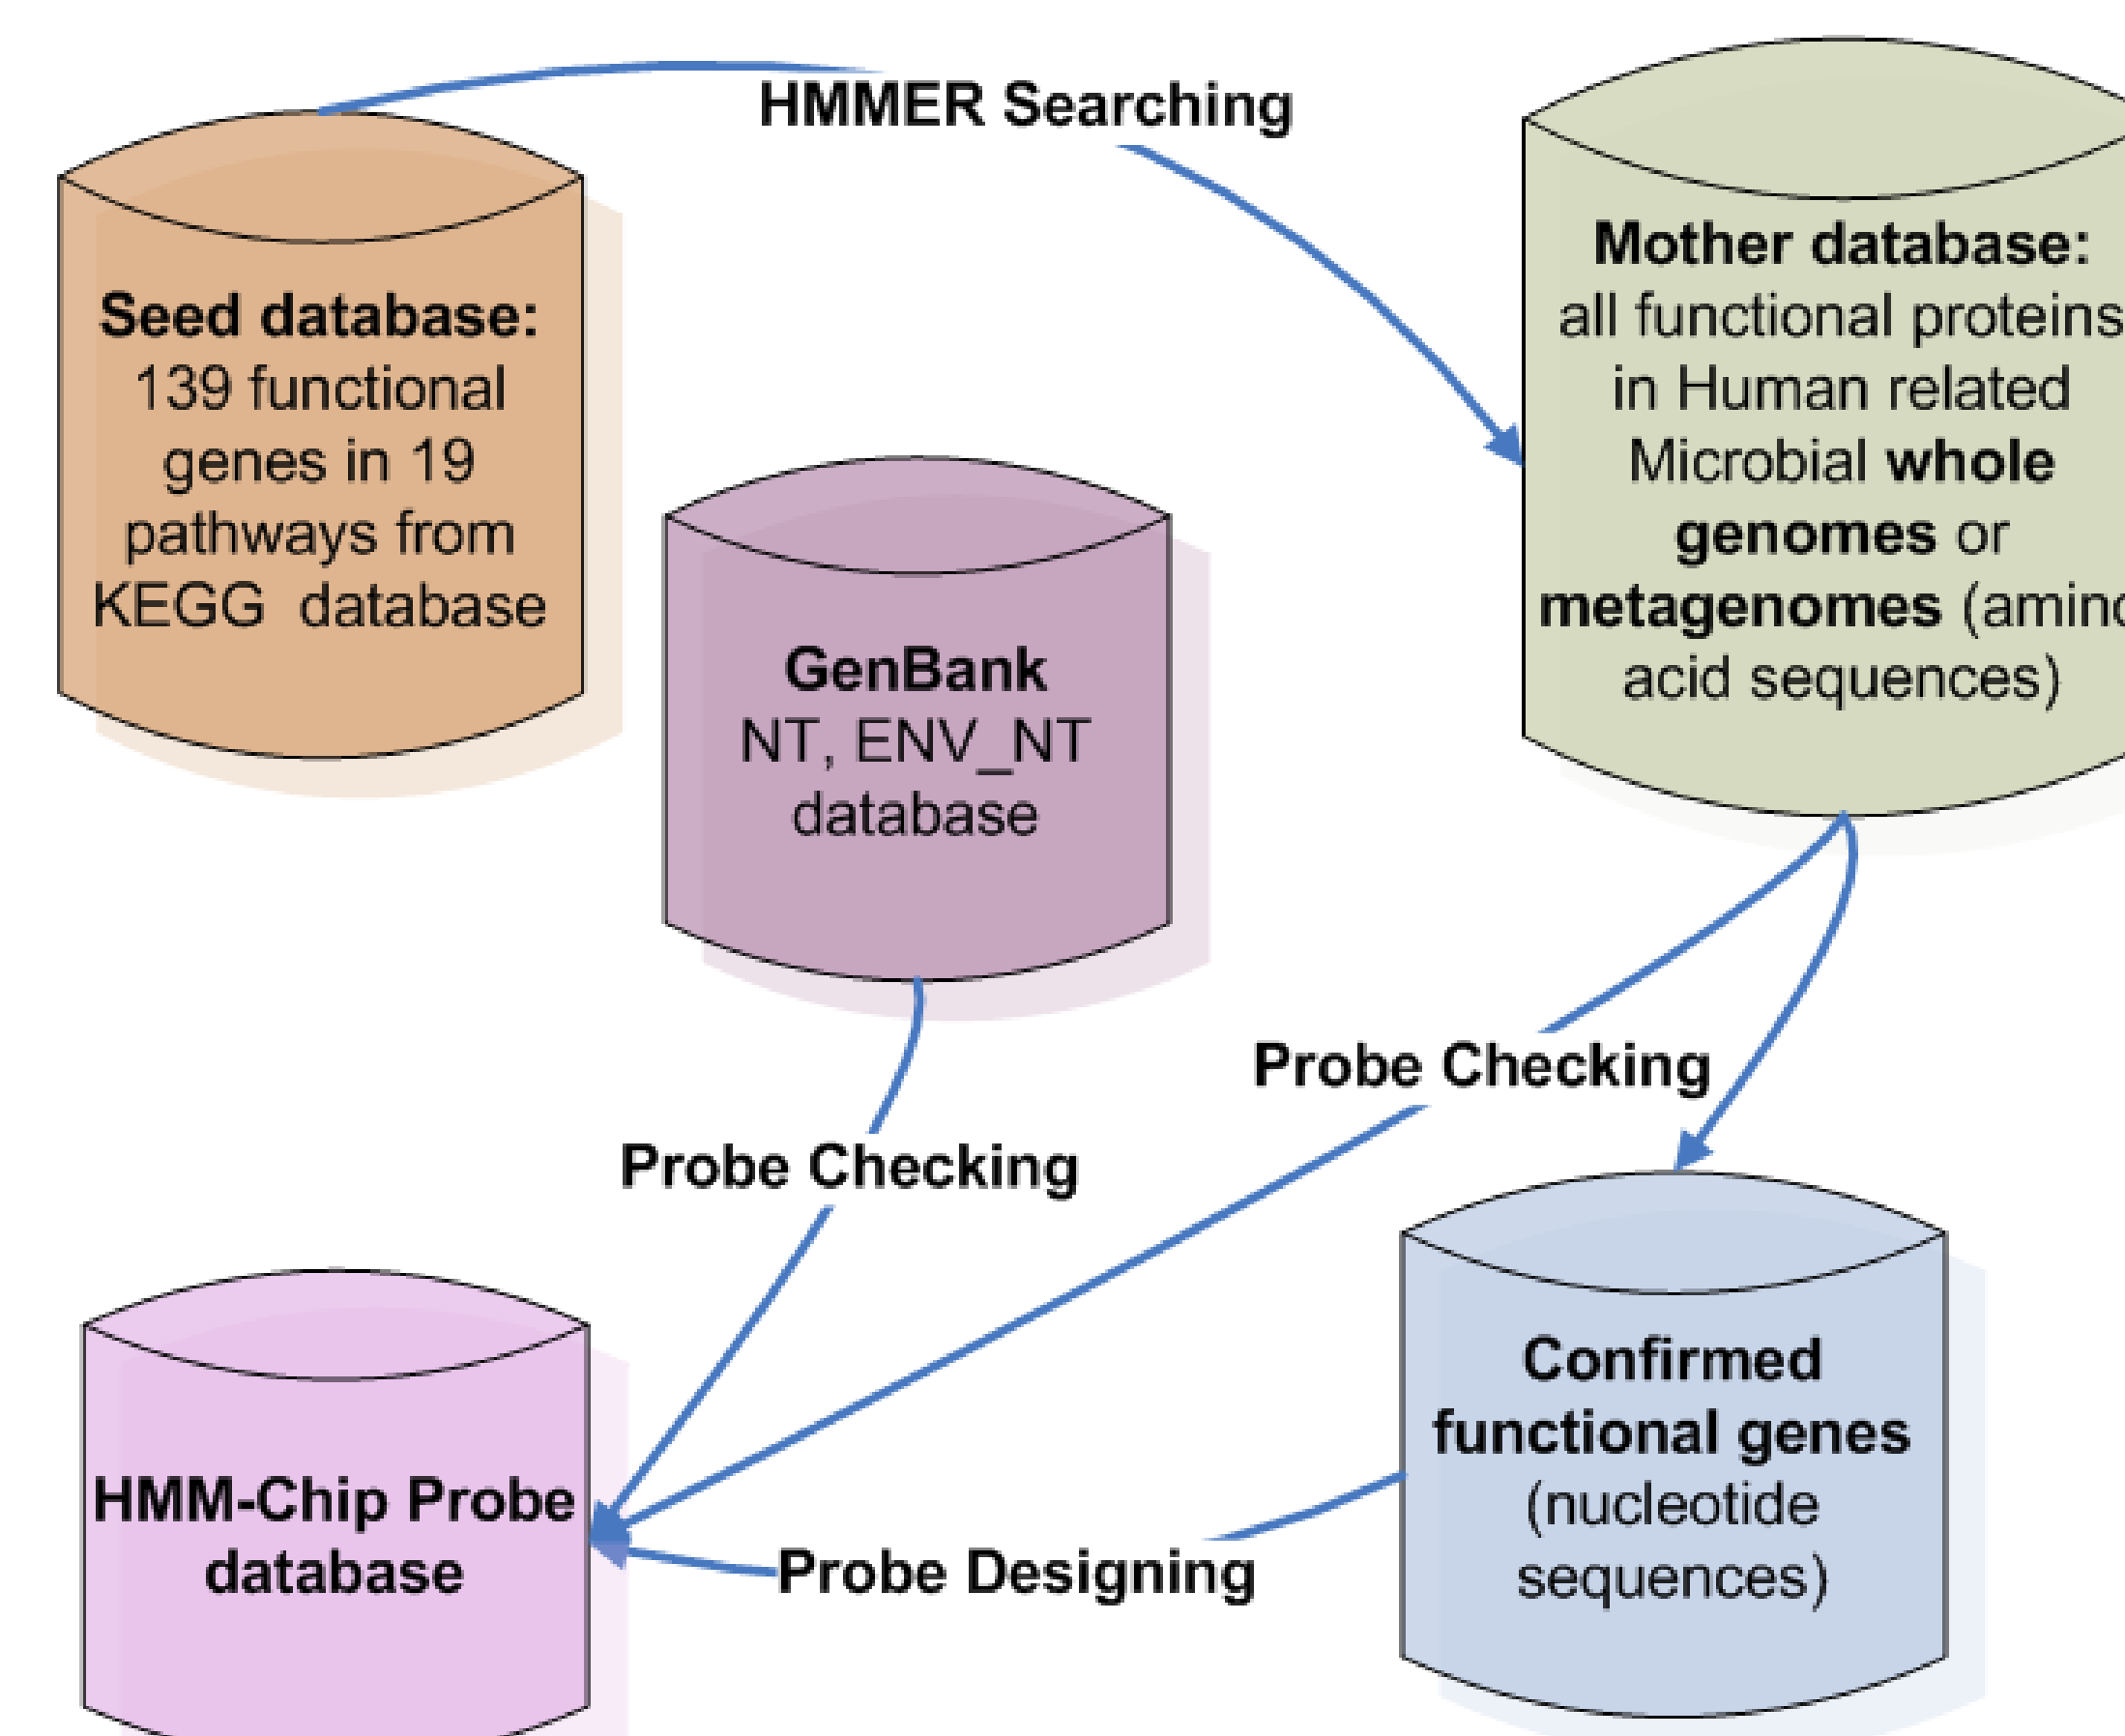 HMMER Searching
Seed database:
139 functional
genes in 19
pathways from
KEGG database
Mother database:
all functional proteins
in Human related
Microbial whole
genomes or
metagenomes (amino
acid sequences)
GenBank
NT, ENV_NT
database
Probe Checking
Probe Checking
HMM-Chip Probe
database
Probe Designing
Confirmed
functional genes
(nucleotide
sequences)